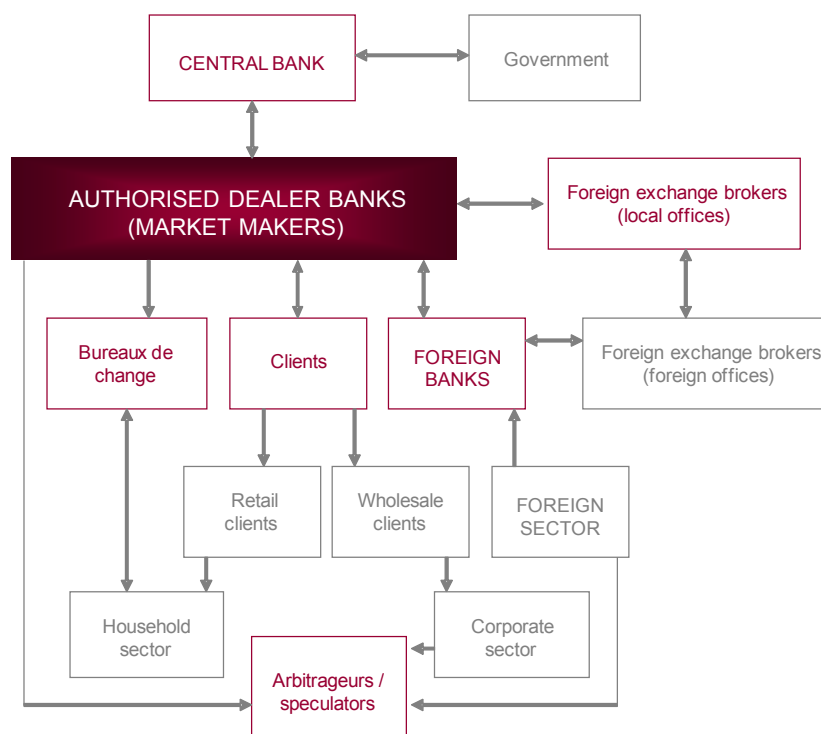 CENTRAL BANK
Government
AUTHORISED DEALER BANKS
(MARKET MAKERS)
Foreign exchange brokers
(local offices)
Bureaux de
change
Clients
FOREIGN
BANKS
Foreign exchange brokers
(foreign offices)
Retail
clients
Wholesale
clients
FOREIGN
SECTOR
Household
sector
Corporate
sector
Arbitrageurs /
speculators